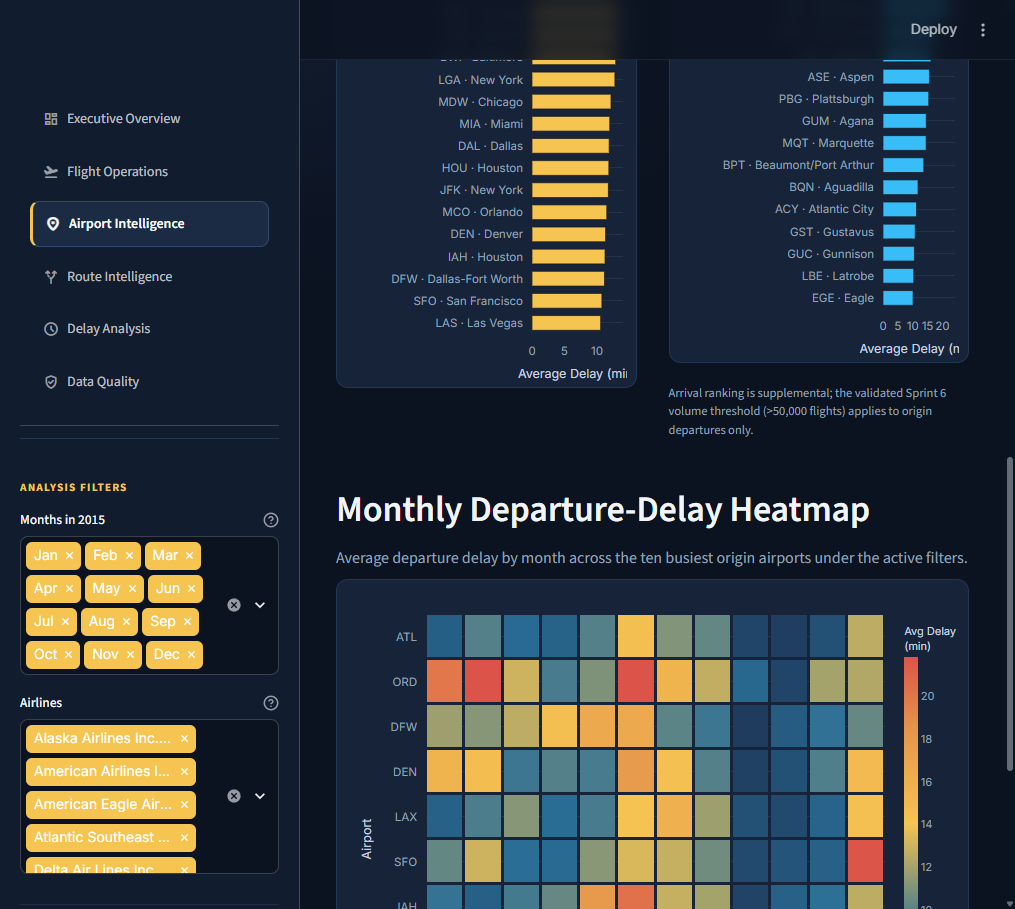 Deploy
Executive Overview
Flight Operations
Airport Intelligence
Route Intelligence
Delay Analysis
Data Quality
ANALYSIS FILTERS
Months in 2015
Jan ×
Feb ×
Mar ×
Apr ×
May ×
Jun ×
Jul ×
Aug ×
Sep ×
Oct ×
Nov ×
Dec ×
Airlines
Alaska Airlines Inc.... ×
American Airlines I... ×
American Eagle Air... ×
Atlantic Southeast ... ×
Delta Air Lines Inc. ×
LGA · New York
MDW · Chicago
MIA · Miami
DAL · Dallas
HOU · Houston
JFK · New York
MCO · Orlando
DEN · Denver
IAH · Houston
DFW · Dallas-Fort Worth
SFO · San Francisco
LAS · Las Vegas
0 5 10
Average Delay (min
ASE · Aspen
PBG · Plattsburgh
GUM · Agana
MQT · Marquette
BPT · Beaumont/Port Arthur
BQN · Aguadilla
ACY · Atlantic City
GST · Gustavus
GUC · Gunnison
LBE · Latrobe
EGE · Eagle
0 5 10 15 20
Average Delay (n
Arrival ranking is supplemental; the validated Sprint 6
volume threshold (>50,000 flights) applies to origin
departures only.
Monthly Departure-Delay Heatmap
Average departure delay by month across the ten busiest origin airports under the active filters.
Airport
ATL
ORD
DFW
DEN
LAX
SFO
IAH
Avg Delay
(min)
20
18
16
14
12
10